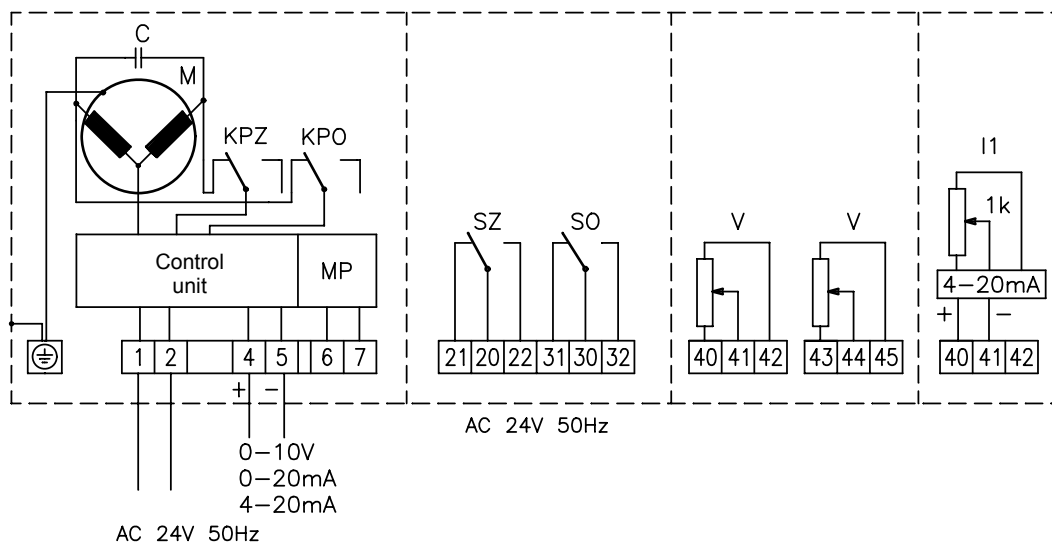 C
M
KPZ
KPO
Control
unit
MP
1 2 4 5 6 7
+ −
0−10V
0−20mA
4−20mA
AC 24V 50Hz
SZ
SO
21 20 22 31 30 32
AC 24V 50Hz
V
V
40 41 42
43 44 45
I1
1k
4−20mA
+ −
40 41 42